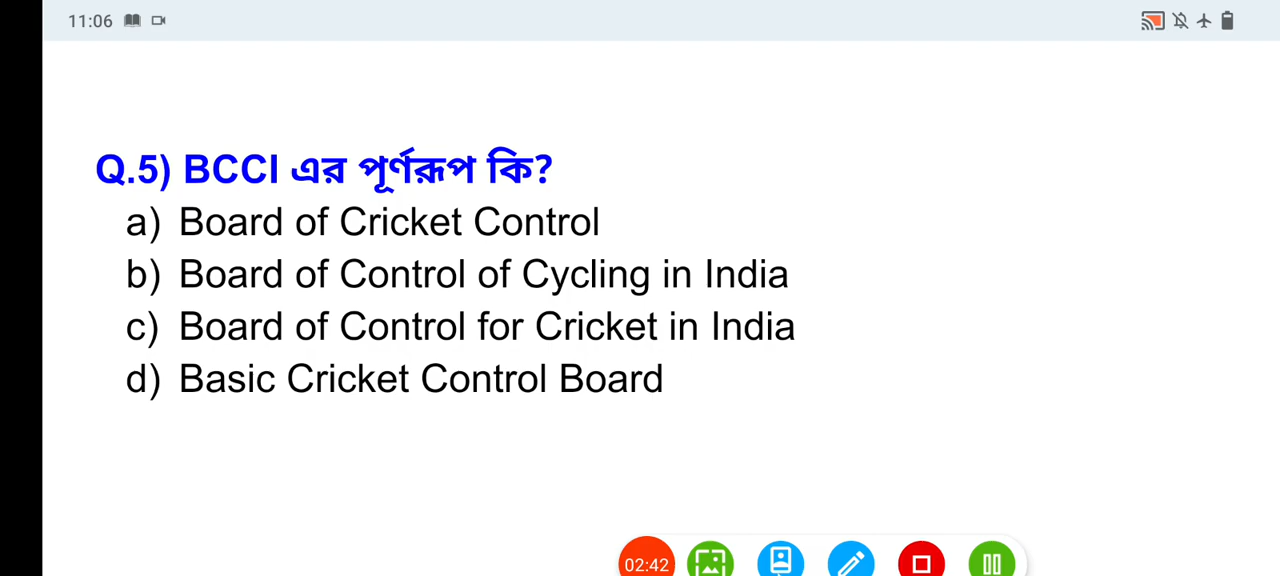 11:06
Q.5) BCCI এর পূর্ণরূপ কি?
a) Board of Cricket Control
b) Board of Control of Cycling in India
c) Board of Control for Cricket in India
d) Basic Cricket Control Board
02:42